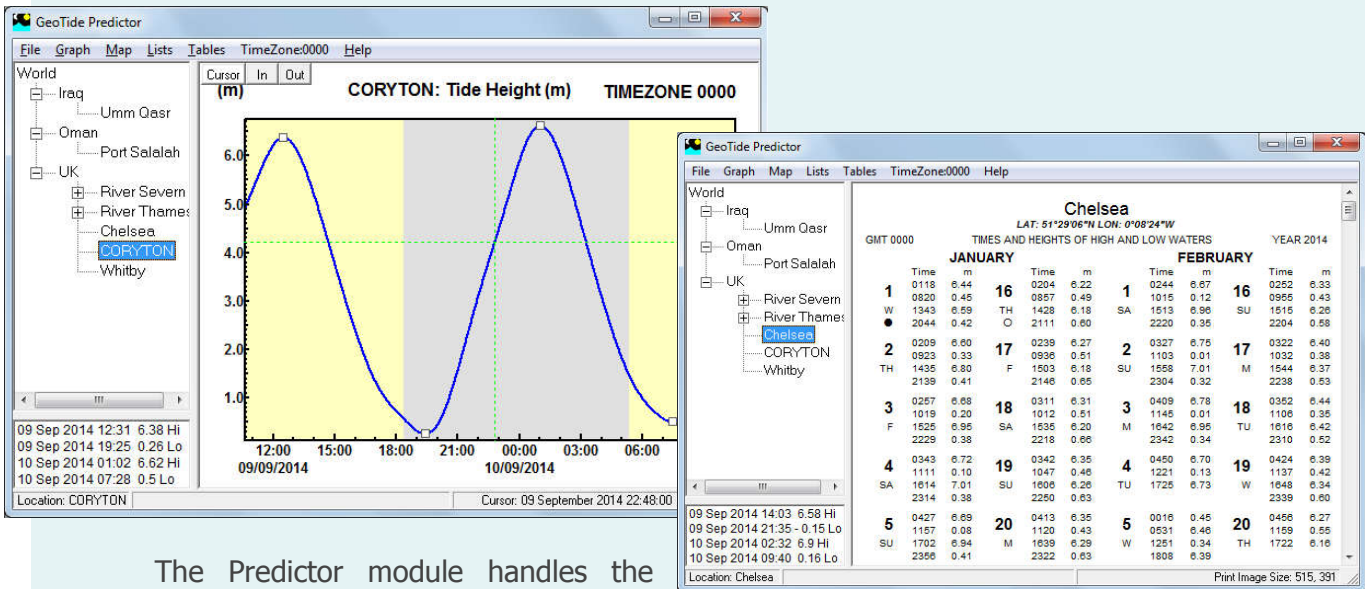 GeoTide Predictor
File Graph Map Lists Tables TimeZone:0000 Help
World
Iraq
Umm Qasr
Oman
Port Salalah
UK
River Severn
River Thames
Chelsea
CORYTON
Whitby
09 Sep 2014 12:31 6.38 Hi
09 Sep 2014 19:25 0.26 Lo
10 Sep 2014 01:02 6.62 Hi
10 Sep 2014 07:28 0.5 Lo
Location: CORYTON
Cursor In Out
(m) CORYTON: Tide Height (m) TIMEZONE 0000
6.0
5.0
4.0
3.0
2.0
1.0
12:00 15:00 18:00 21:00 00:00 03:00 06:00
09/09/2014 10/09/2014
Cursor: 09 September 2014 22:48:00
GeoTide Predictor
File Graph Map Lists Tables TimeZone:0000 Help
World
Iraq
Umm Qasr
Oman
Port Salalah
UK
River Severn
River Thames
Chelsea
CORYTON
Whitby
09 Sep 2014 14:03 6.58 Hi
09 Sep 2014 21:35 -0.15 Lo
10 Sep 2014 02:32 6.9 Hi
10 Sep 2014 09:40 0.16 Lo
Location: Chelsea
Chelsea
LAT: 51°29'06"N LON: 0°08'24"W
GMT 0000 TIMES AND HEIGHTS OF HIGH AND LOW WATERS YEAR 2014
JANUARY FEBRUARY
Time m Time m Time m Time m
1 0118 6.44 16 0204 6.22 1 0244 6.67 16 0252 6.33
0820 0.45 0857 0.49 1015 0.12 0955 0.43
W 1343 6.59 TH 1428 6.18 SA 1513 6.96 SU 1515 6.26
2044 0.42 2111 0.60 2220 0.35 2204 0.58
2 0209 6.60 17 0239 6.27 2 0327 6.75 17 0322 6.40
0923 0.33 0936 0.51 1103 0.01 1032 0.38
TH 1435 6.80 F 1503 6.18 SU 1558 7.01 M 1544 6.37
2139 0.41 2146 0.65 2304 0.32 2238 0.53
3 0257 6.68 18 0311 6.31 3 0409 6.78 18 0352 6.44
1019 0.20 1012 0.51 1145 0.01 1106 0.35
F 1525 6.95 SA 1535 6.20 M 1642 6.95 TU 1616 6.42
2229 0.38 2218 0.66 2342 0.34 2310 0.52
4 0343 6.72 19 0342 6.35 4 0450 6.70 19 0424 6.39
1111 0.10 1047 0.46 1221 0.13 1137 0.42
SA 1614 7.01 SU 1606 6.26 TU 1725 6.73 W 1648 6.34
2314 0.38 2250 0.63 2339 0.60
5 0427 6.69 20 0413 6.35 5 0016 0.45 20 0456 6.27
1157 0.08 1120 0.43 0531 6.46 1159 0.55
SU 1702 6.94 M 1639 6.29 W 1251 0.34 TH 1722 6.16
2356 0.41 2322 0.63 1808 6.39
Print Image Size: 515, 391
The Predictor module handles the